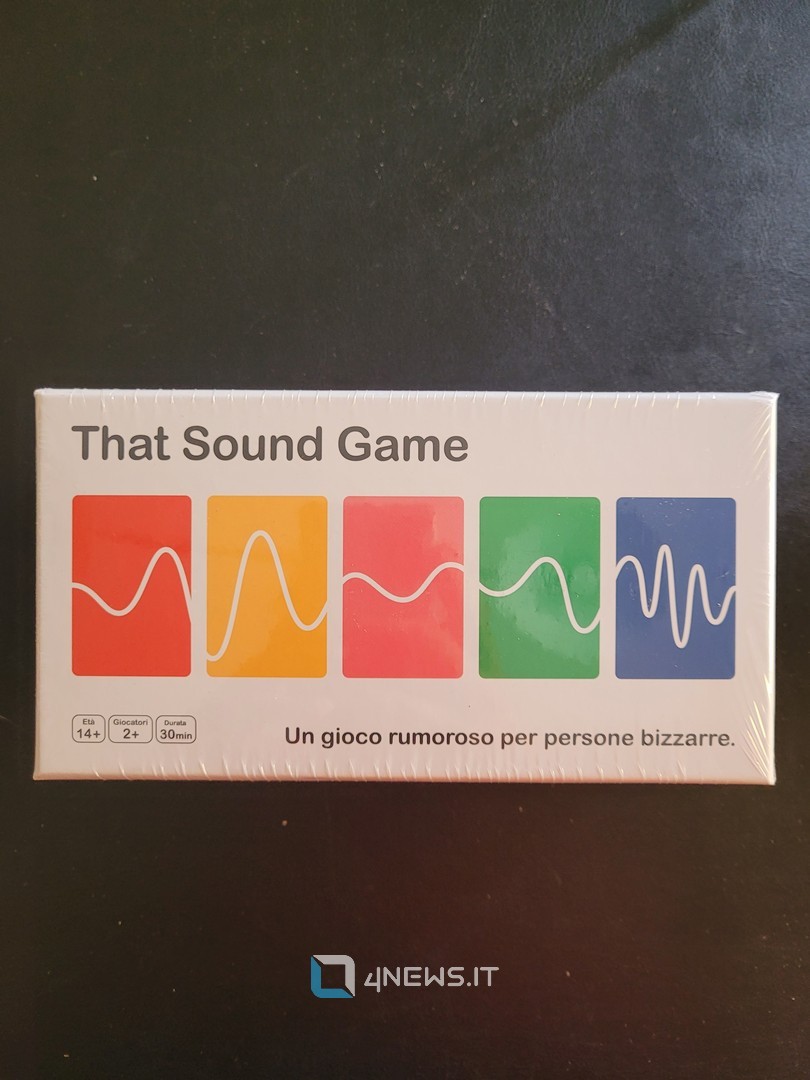 That Sound Game
Età
14+
Giocatori
2+
Durata
30min
Un gioco rumoroso per persone bizzarre.
4NEWS.IT